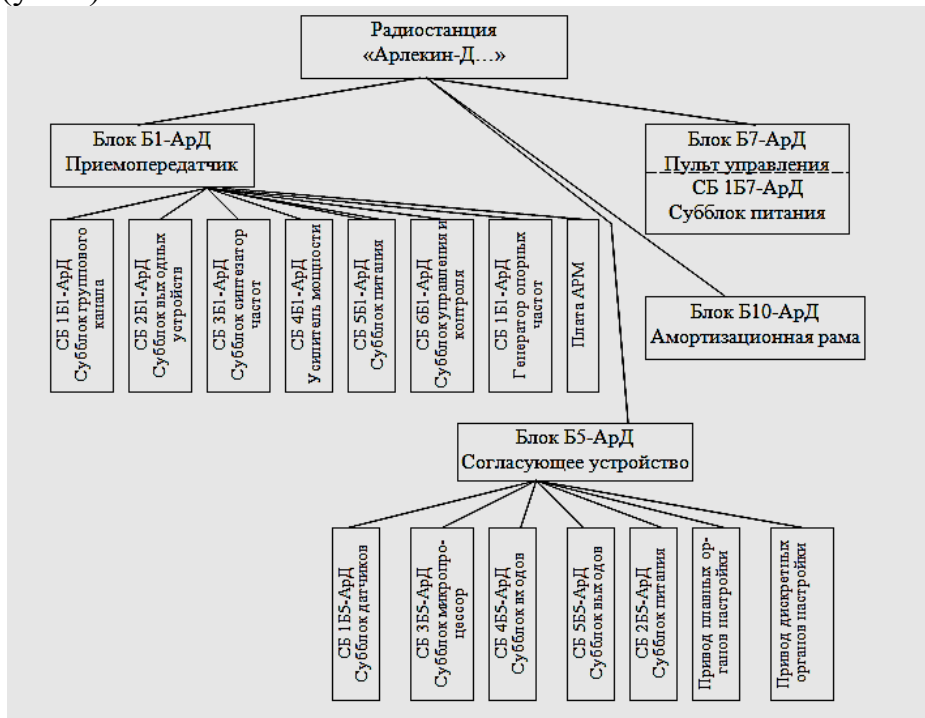 Радиостанция
«Арлекин-Д...»
Блок Б1-АрД
Приемопередатчик
Блок Б7-АрД
Пульт управления
СБ 1Б7-АрД
Субблок питания
СБ 1Б1-АрД
Субблок группового
канала
СБ 2Б1-АрД
Субблок выходных
устройств
СБ 3Б1-АрД
Субблок синтезатор
частот
СБ 4Б1-АрД
Усилитель мощности
СБ 5Б1-АрД
Субблок питания
СБ 6Б1-АрД
Субблок управления и
контроля
СБ 1Б1-АрД
Генератор опорных
частот
Плата АРМ
Блок Б10-АрД
Амортизационная рама
Блок Б5-АрД
Согласующее устройство
СБ 1Б5-АрД
Субблок датчиков
СБ 3Б5-АрД
Субблок микропро-
цессор
СБ 4Б5-АрД
Субблок входов
СБ 5Б5-АрД
Субблок выходов
СБ 2Б5-АрД
Субблок питания
Привод плавных ор-
ганов настройки
Привод дискретных
органов настройки